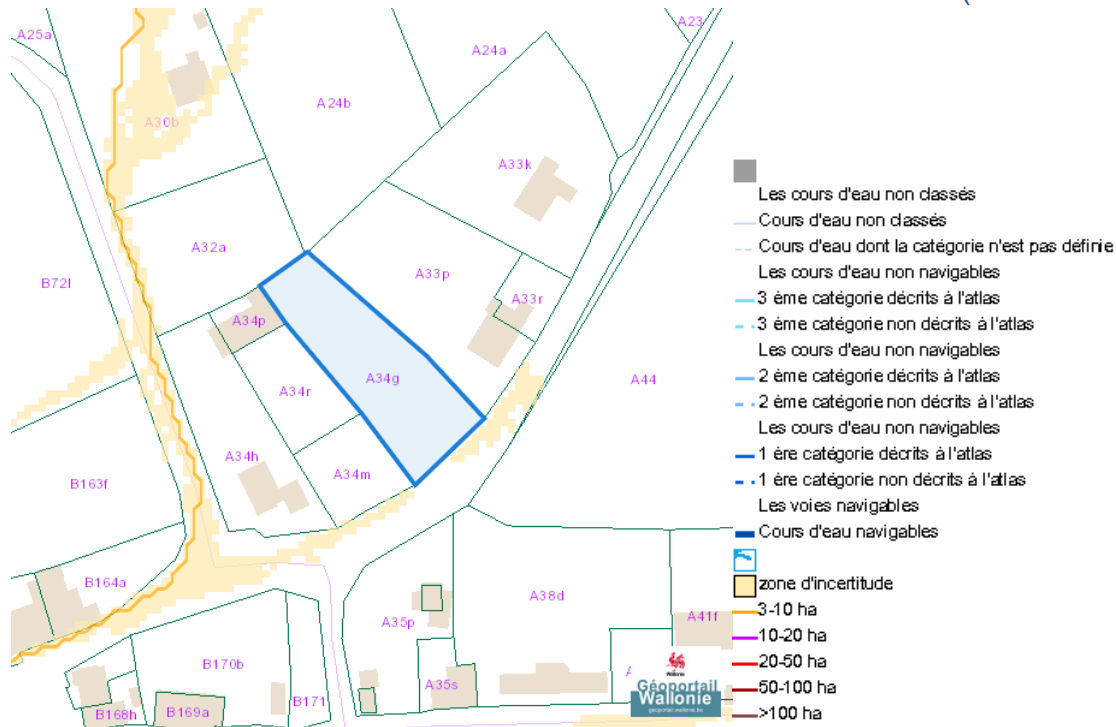 A25a
A23
A24a
A24b
A30b
A33k
A32a
A33p
B72l
A33r
A34p
A34g
A44
A34r
A34h
A34m
B163f
B164a
A38d
A35p
A41f
B170b
A35s
B171
B168h
B169a
A
Wallonie
Géoportail
Wallonie
geoportail.wallonie.be
Les cours d'eau non classés
Cours d'eau non classés
Cours d'eau dont la catégorie n'est pas définie
Les cours d'eau non navigables
3 ème catégorie décrits à l'atlas
3 ème catégorie non décrits à l'atlas
Les cours d'eau non navigables
2 ème catégorie décrits à l'atlas
2 ème catégorie non décrits à l'atlas
Les cours d'eau non navigables
1 ère catégorie décrits à l'atlas
1 ère catégorie non décrits à l'atlas
Les voies navigables
Cours d'eau navigables
zone d'incertitude
3-10 ha
10-20 ha
20-50 ha
50-100 ha
>100 ha